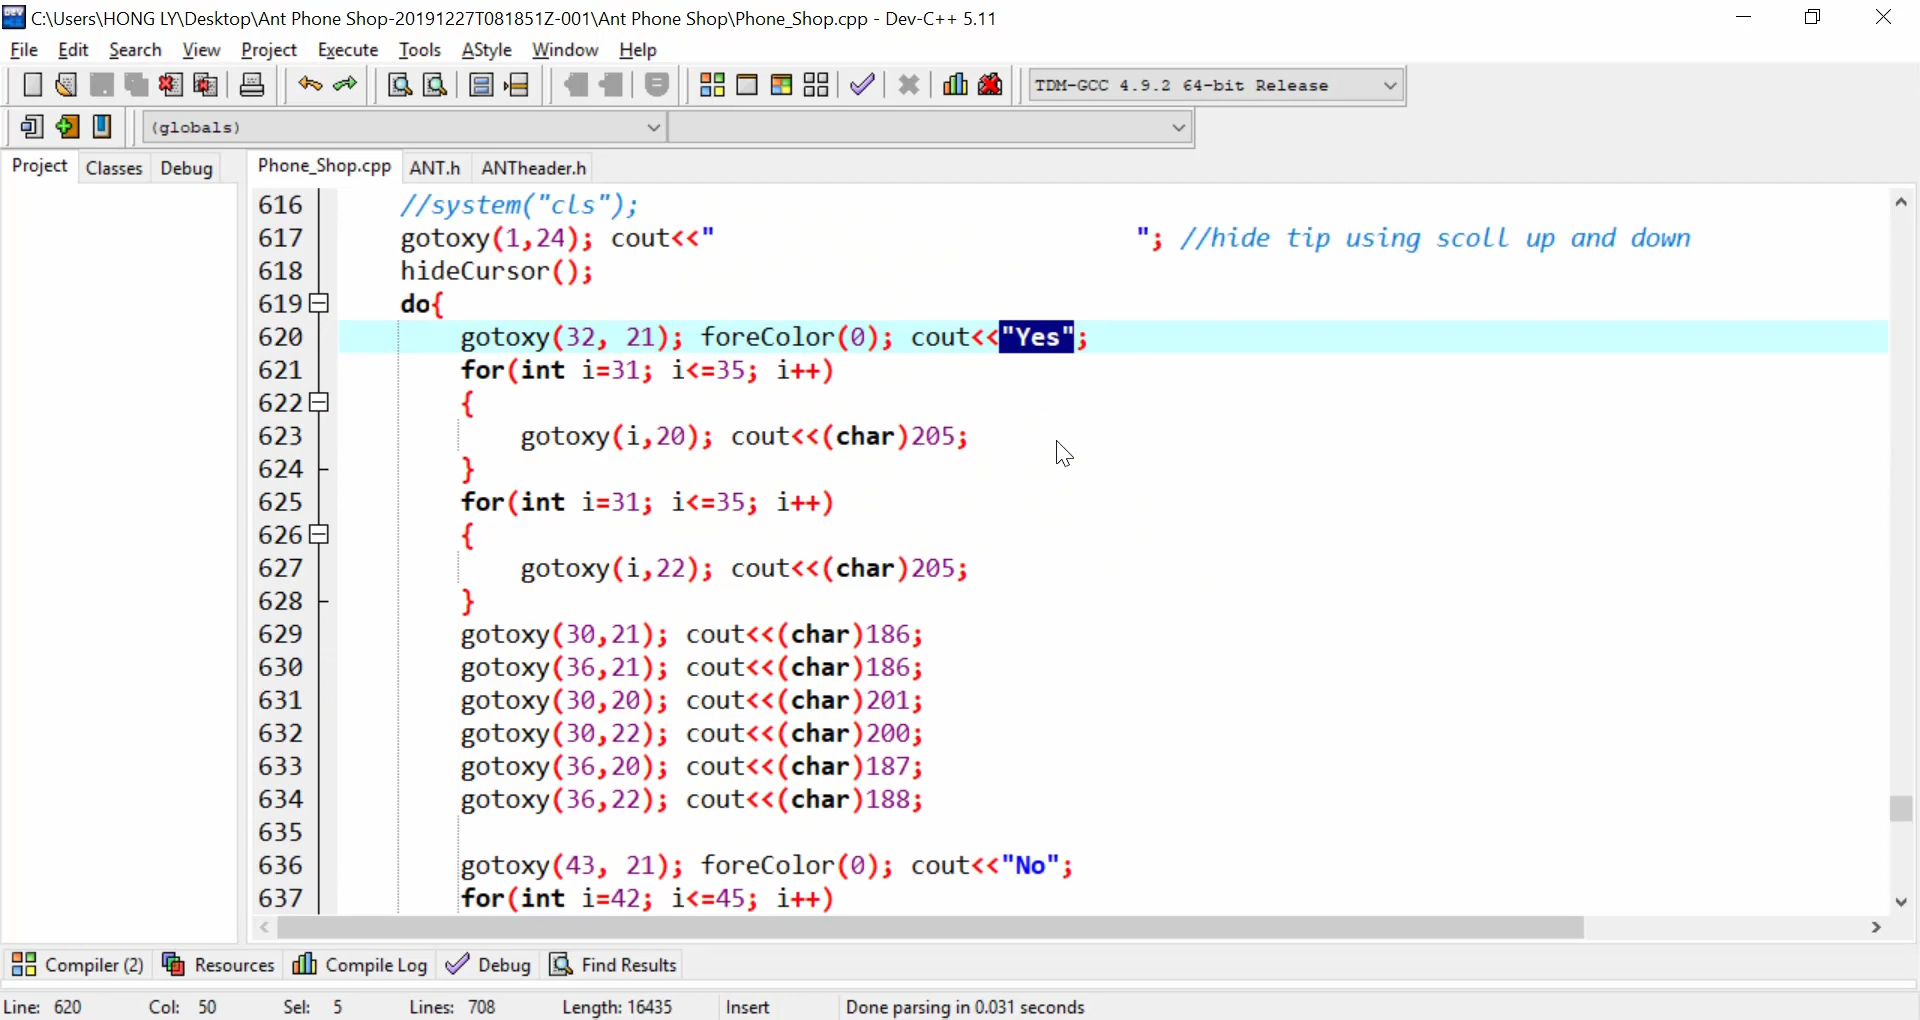 C:\Users\HONG LY\Desktop\Ant Phone Shop-20191227T081851Z-001\Ant Phone Shop\Phone_Shop.cpp - Dev-C++ 5.11
File Edit Search View Project Execute Tools AStyle Window Help
TDM-GCC 4.9.2 64-bit Release
(globals)
Project Classes Debug Phone_Shop.cpp ANT.h ANTheader.h
616 //system("cls");
617 gotoxy(1,24); cout<<" "; //hide tip using scoll up and down
618 hideCursor();
619 do{
620 gotoxy(32, 21); foreColor(0); cout<<"Yes";
621 for(int i=31; i<=35; i++)
622 {
623 gotoxy(i,20); cout<<(char)205;
624 }
625 for(int i=31; i<=35; i++)
626 {
627 gotoxy(i,22); cout<<(char)205;
628 }
629 gotoxy(30,21); cout<<(char)186;
630 gotoxy(36,21); cout<<(char)186;
631 gotoxy(30,20); cout<<(char)201;
632 gotoxy(30,22); cout<<(char)200;
633 gotoxy(36,20); cout<<(char)187;
634 gotoxy(36,22); cout<<(char)188;
635
636 gotoxy(43, 21); foreColor(0); cout<<"No";
637 for(int i=42; i<=45; i++)
Compiler (2) Resources Compile Log Debug Find Results
Line: 620 Col: 50 Sel: 5 Lines: 708 Length: 16435 Insert Done parsing in 0.031 seconds